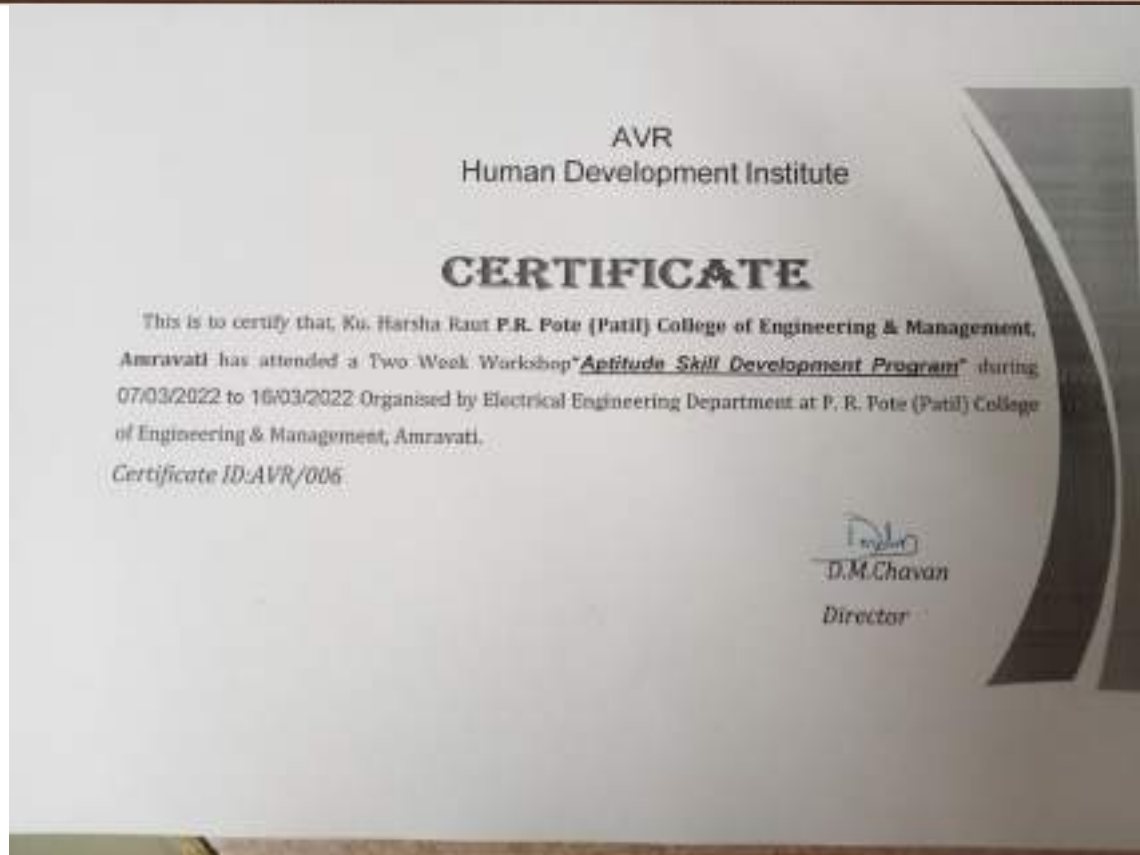 AVR
Human Development Institute
CERTIFICATE
This is to certify that, Ku. Harsha Raut P.R. Pote (Patil) College of Engineering & Management,
Amravati has attended a Two Week Workshop"Aptitude Skill Development Program" during
07/03/2022 to 16/03/2022 Organised by Electrical Engineering Department at P. R. Pote (Patil) College
of Engineering & Management, Amravati.
Certificate ID:AVR/006
D.M.Chavan
Director